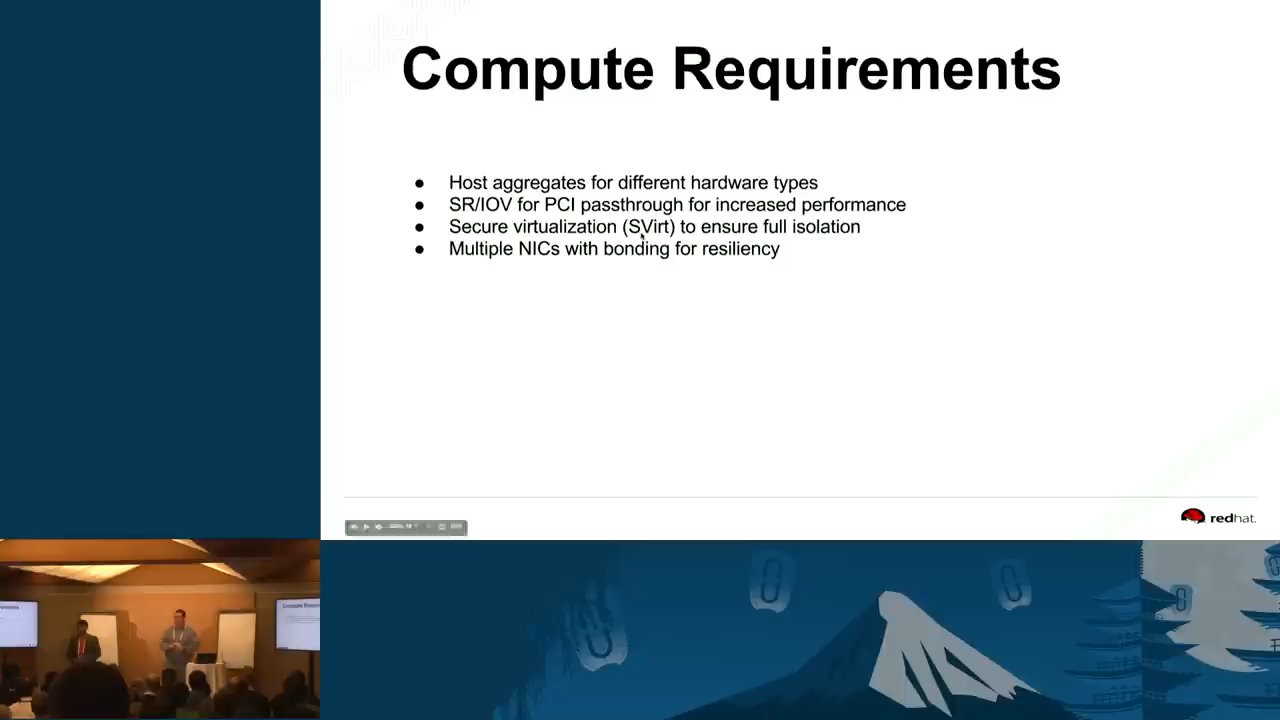 Compute Requirements
● Host aggregates for different hardware types
● SR/IOV for PCI passthrough for increased performance
● Secure virtualization (SVirt) to ensure full isolation
● Multiple NICs with bonding for resiliency
redhat.